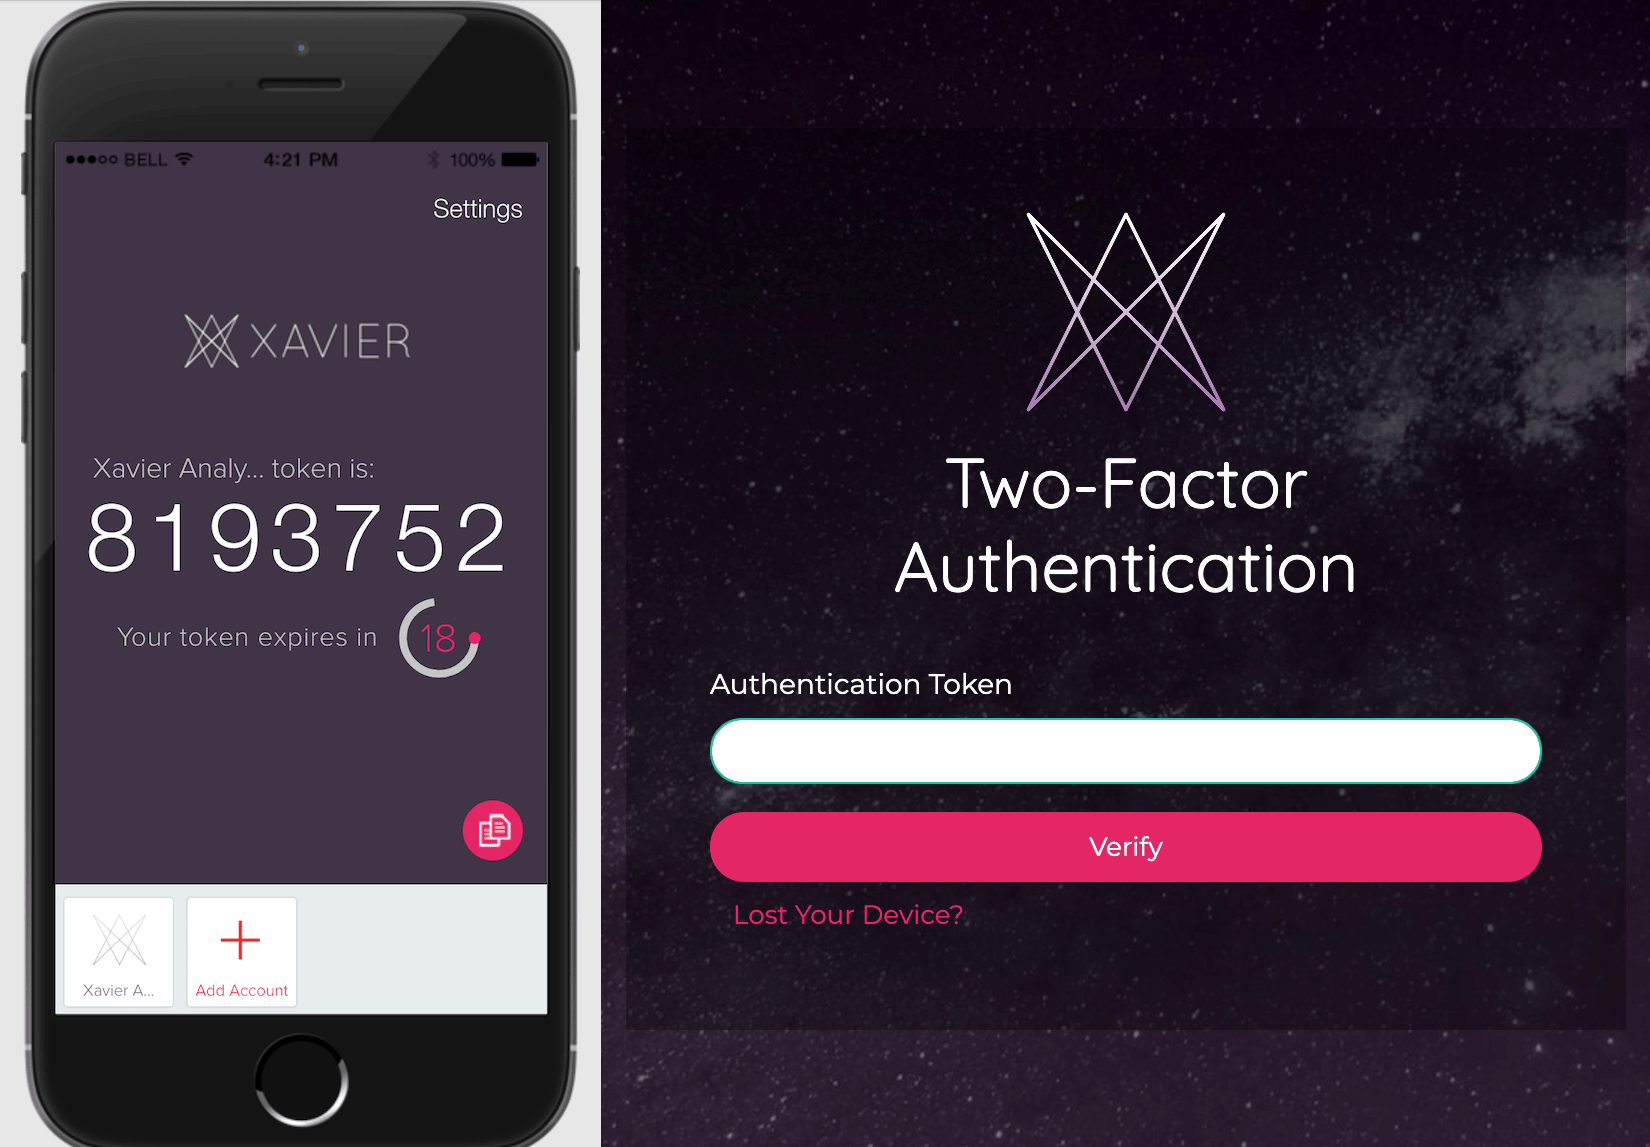 BELL 4:21 PM 100%
Settings
XAVIER
Xavier Analy... token is:
8193752
Your token expires in 18
Xavier A...
Add Account
Two-Factor
Authentication
Authentication Token
Verify
Lost Your Device?